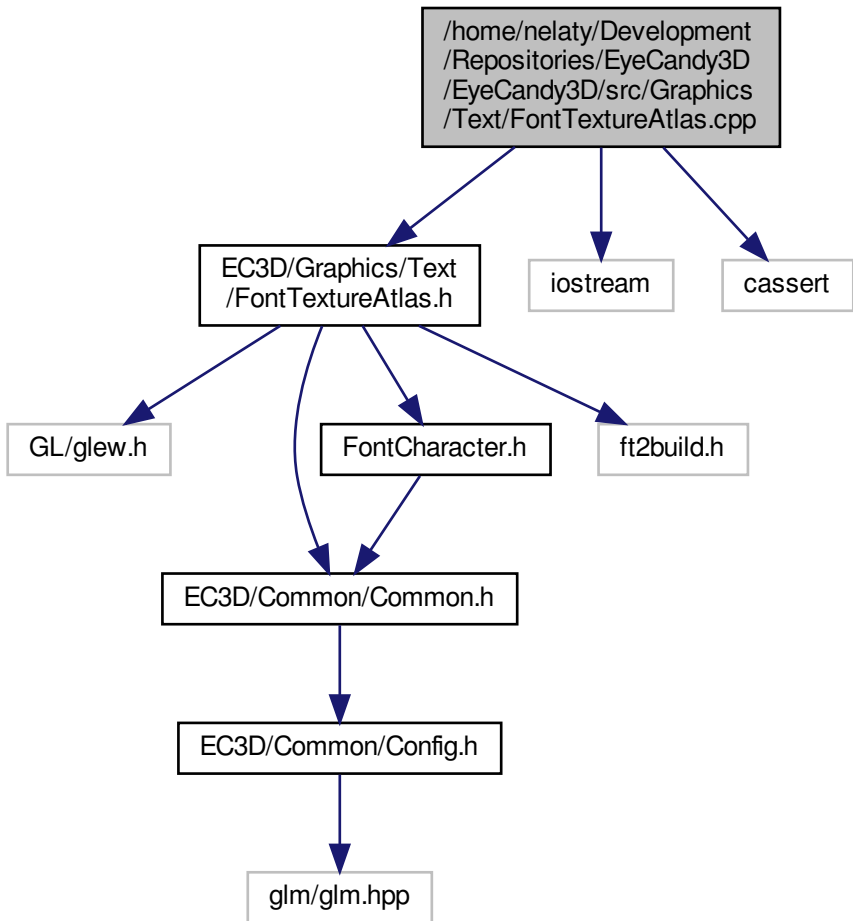 /home/nelaty/Development
/Repositories/EyeCandy3D
/EyeCandy3D/src/Graphics
/Text/FontTextureAtlas.cpp
EC3D/Graphics/Text
/FontTextureAtlas.h
iostream
cassert
GL/glew.h
FontCharacter.h
ft2build.h
EC3D/Common/Common.h
EC3D/Common/Config.h
glm/glm.hpp